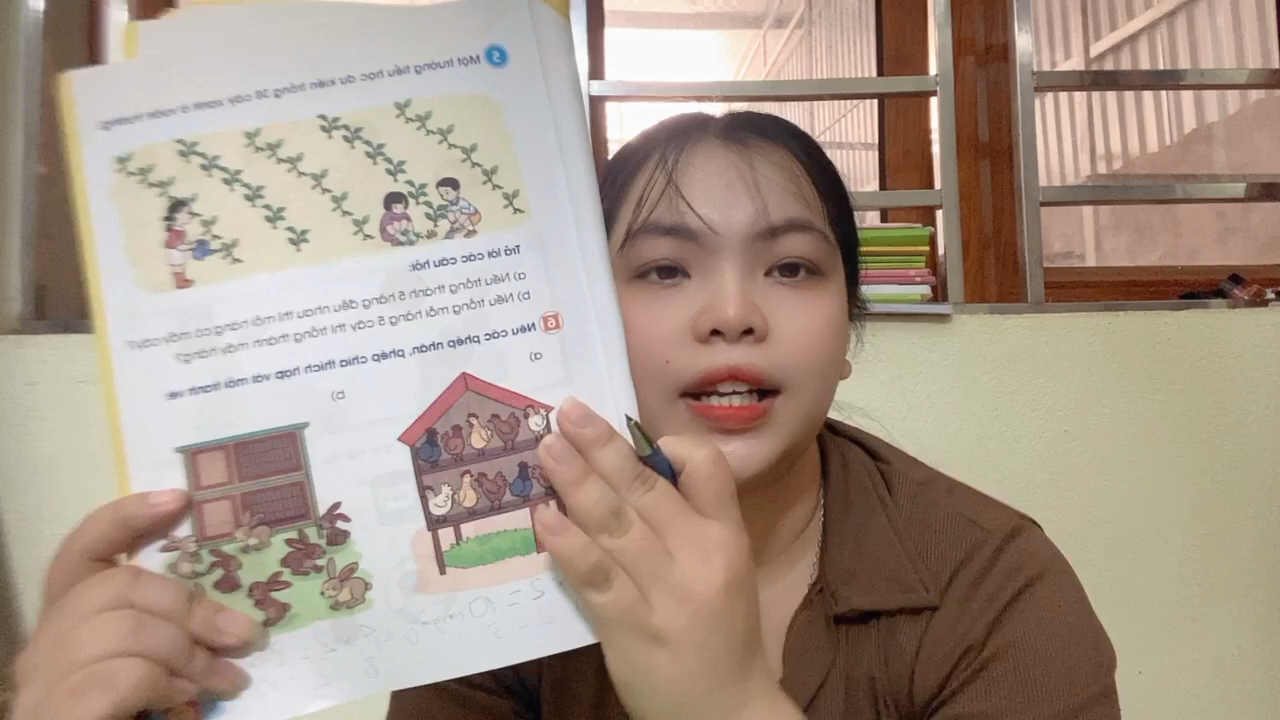 5 Một trường tiểu học dự kiến trồng 30 cây xanh ở vườn trường.
Trả lời các câu hỏi:
a) Nếu trồng thành 5 hàng đều nhau thì mỗi hàng có mấy cây?
b) Nếu trồng mỗi hàng 5 cây thì trồng thành mấy hàng?
6 Nêu các phép nhân, phép chia thích hợp với mỗi tranh vẽ:
a) b)
2 = 10